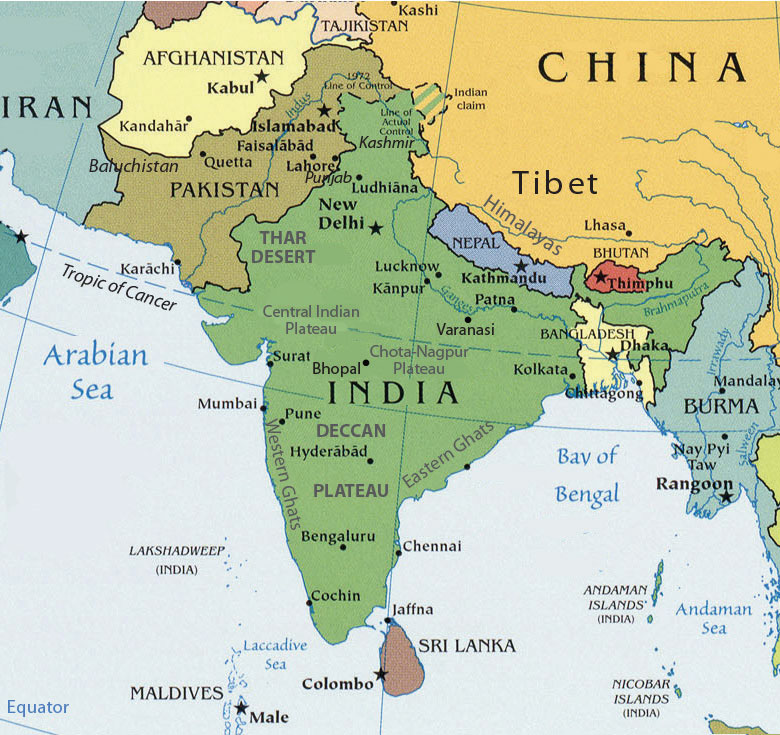 Kashi
TAJIKISTAN
AFGHANISTAN
CHINA
Kabul
1972
Line of Control
Indian
claim
IRAN
Indus
Kandahār
Islamabad
Line of
Actual
Control
Faisalābād
Kashmir
Baluchistan
Quetta
Lahore
Punjab
Ludhiāna
PAKISTAN
Tibet
New
Delhi
Himalayas
Lhasa
THAR
DESERT
NEPAL
BHUTAN
Karāchi
Lucknow
Kathmandu
Thimphu
Tropic of Cancer
Kānpur
Ganges
Patna
Brahmaputra
Central Indian
Plateau
Varanasi
BANGLADESH
Irrawady
Arabian
Sea
Surat
Chota-Nagpur
Plateau
Dhaka
Bhopal
Kolkata
INDIA
Chittagong
Mandalay
Mumbai
Pune
BURMA
DECCAN
Western Ghats
Eastern Ghats
Hyderābād
Bay of
Bengal
Nay Pyi
Taw
Salween
PLATEAU
Rangoon
Bengaluru
Chennai
LAKSHADWEEP
(INDIA)
Cochin
ANDAMAN
ISLANDS
(INDIA)
Jaffna
Andaman
Sea
Laccadive
Sea
SRI LANKA
Colombo
MALDIVES
NICOBAR
ISLANDS
(INDIA)
Equator
Male